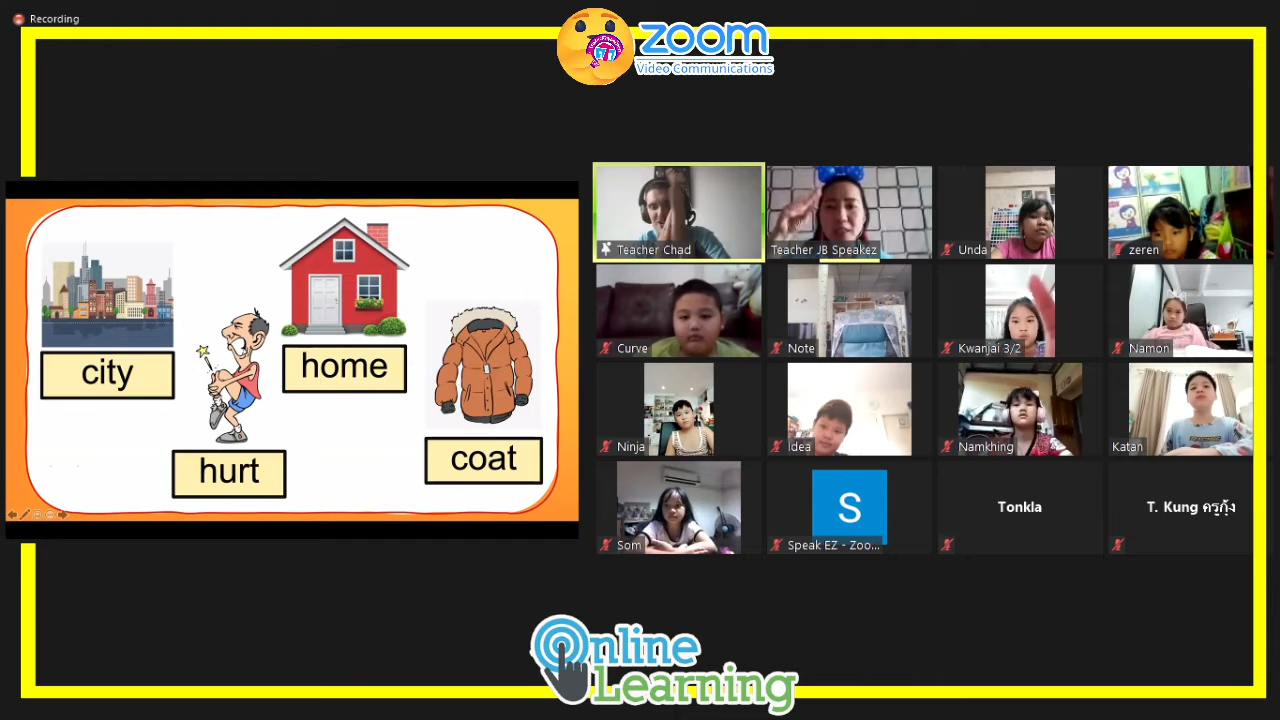 Recording
zoom
Video Communications
city
home
hurt
coat
Teacher Chad
Teacher JB Speakez
Unda
zeren
Curve
Note
Kwanjai 3/2
Namon
Ninja
Idea
Namkhing
Katan
Som
S
Speak EZ - Zoo...
Tonkla
T. Kung ครูกุ้ง
Online
Learning